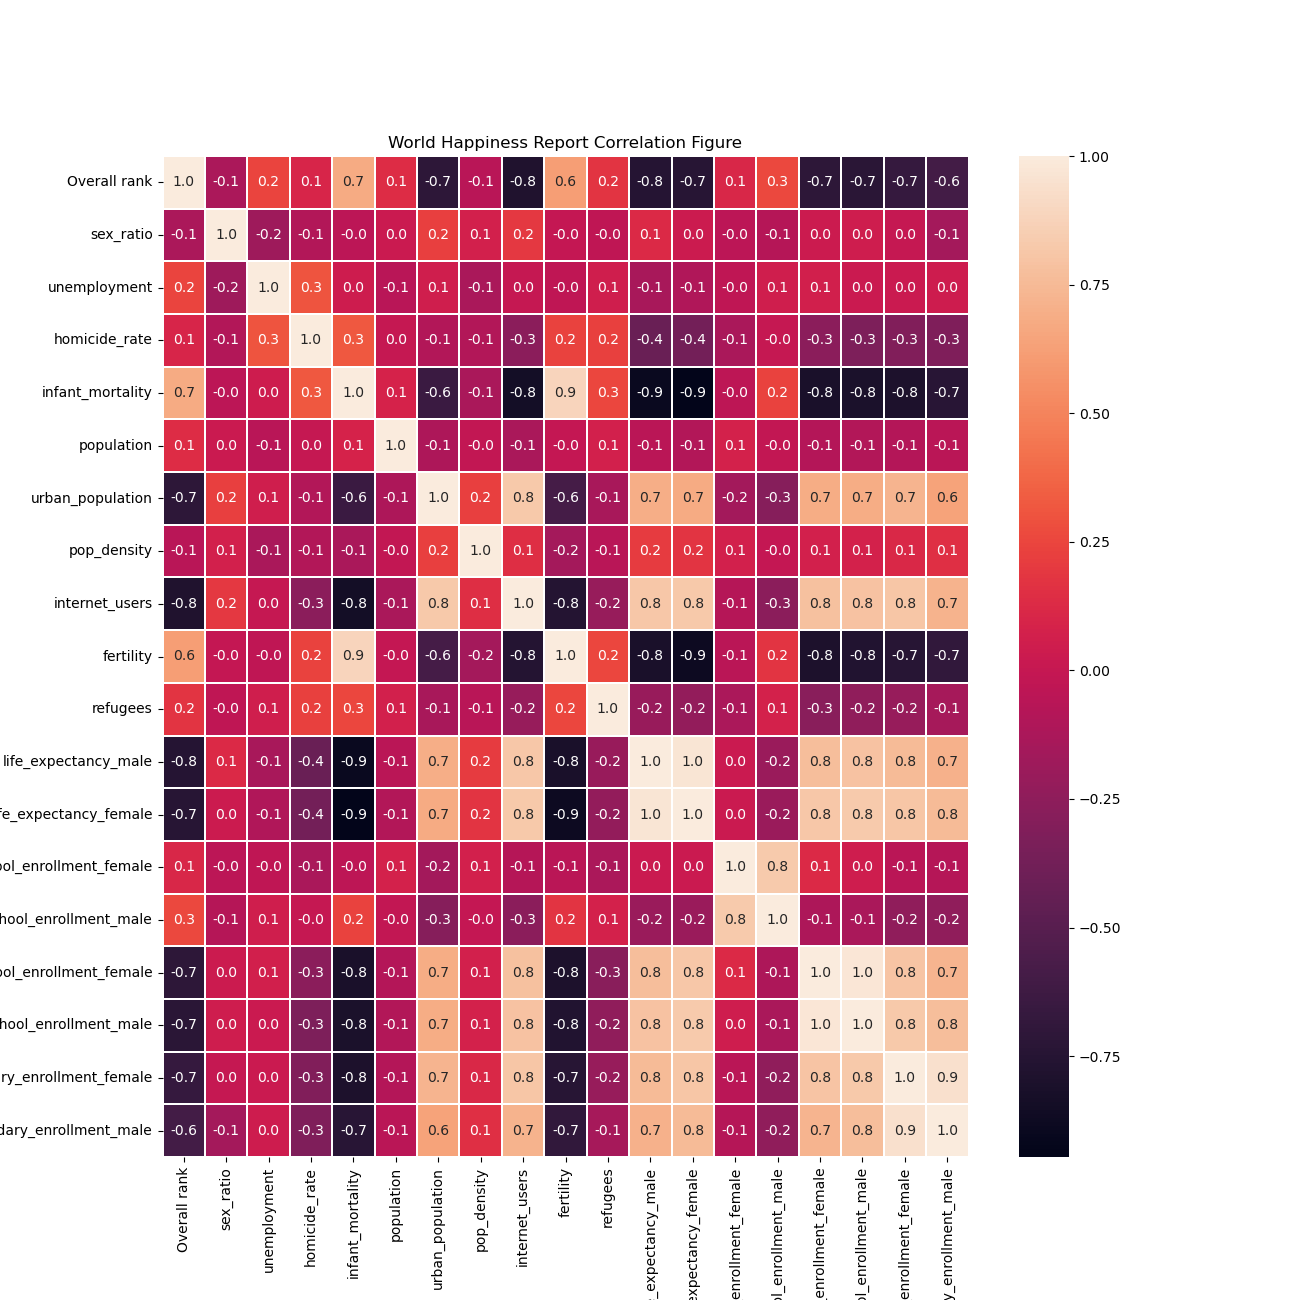 World Happiness Report Correlation Figure
Overall rank 1.0 -0.1 0.2 0.1 0.7 0.1 -0.7 -0.1 -0.8 0.6 0.2 -0.8 -0.7 0.1 0.3 -0.7 -0.7 -0.7 -0.6
sex_ratio -0.1 1.0 -0.2 -0.1 -0.0 0.0 0.2 0.1 0.2 -0.0 -0.0 0.1 0.0 -0.0 -0.1 0.0 0.0 0.0 -0.1
unemployment 0.2 -0.2 1.0 0.3 0.0 -0.1 0.1 -0.1 0.0 -0.0 0.1 -0.1 -0.1 -0.0 0.1 0.1 0.0 0.0 0.0
homicide_rate 0.1 -0.1 0.3 1.0 0.3 0.0 -0.1 -0.1 -0.3 0.2 0.2 -0.4 -0.4 -0.1 -0.0 -0.3 -0.3 -0.3 -0.3
infant_mortality 0.7 -0.0 0.0 0.3 1.0 0.1 -0.6 -0.1 -0.8 0.9 0.3 -0.9 -0.9 -0.0 0.2 -0.8 -0.8 -0.8 -0.7
population 0.1 0.0 -0.1 0.0 0.1 1.0 -0.1 -0.0 -0.1 -0.0 0.1 -0.1 -0.1 0.1 -0.0 -0.1 -0.1 -0.1 -0.1
urban_population -0.7 0.2 0.1 -0.1 -0.6 -0.1 1.0 0.2 0.8 -0.6 -0.1 0.7 0.7 -0.2 -0.3 0.7 0.7 0.7 0.6
pop_density -0.1 0.1 -0.1 -0.1 -0.1 -0.0 0.2 1.0 0.1 -0.2 -0.1 0.2 0.2 0.1 -0.0 0.1 0.1 0.1 0.1
internet_users -0.8 0.2 0.0 -0.3 -0.8 -0.1 0.8 0.1 1.0 -0.8 -0.2 0.8 0.8 -0.1 -0.3 0.8 0.8 0.8 0.7
fertility 0.6 -0.0 -0.0 0.2 0.9 -0.0 -0.6 -0.2 -0.8 1.0 0.2 -0.8 -0.9 -0.1 0.2 -0.8 -0.8 -0.7 -0.7
refugees 0.2 -0.0 0.1 0.2 0.3 0.1 -0.1 -0.1 -0.2 0.2 1.0 -0.2 -0.2 -0.1 0.1 -0.3 -0.2 -0.2 -0.1
life_expectancy_male -0.8 0.1 -0.1 -0.4 -0.9 -0.1 0.7 0.2 0.8 -0.8 -0.2 1.0 1.0 0.0 -0.2 0.8 0.8 0.8 0.7
fe_expectancy_female -0.7 0.0 -0.1 -0.4 -0.9 -0.1 0.7 0.2 0.8 -0.9 -0.2 1.0 1.0 0.0 -0.2 0.8 0.8 0.8 0.8
ool_enrollment_female 0.1 -0.0 -0.0 -0.1 -0.0 0.1 -0.2 0.1 -0.1 -0.1 -0.1 0.0 0.0 1.0 0.8 0.1 0.0 -0.1 -0.1
hool_enrollment_male 0.3 -0.1 0.1 -0.0 0.2 -0.0 -0.3 -0.0 -0.3 0.2 0.1 -0.2 -0.2 0.8 1.0 -0.1 -0.1 -0.2 -0.2
ool_enrollment_female -0.7 0.0 0.1 -0.3 -0.8 -0.1 0.7 0.1 0.8 -0.8 -0.3 0.8 0.8 0.1 -0.1 1.0 1.0 0.8 0.7
hool_enrollment_male -0.7 0.0 0.0 -0.3 -0.8 -0.1 0.7 0.1 0.8 -0.8 -0.2 0.8 0.8 0.0 -0.1 1.0 1.0 0.8 0.8
ry_enrollment_female -0.7 0.0 0.0 -0.3 -0.8 -0.1 0.7 0.1 0.8 -0.7 -0.2 0.8 0.8 -0.1 -0.2 0.8 0.8 1.0 0.9
dary_enrollment_male -0.6 -0.1 0.0 -0.3 -0.7 -0.1 0.6 0.1 0.7 -0.7 -0.1 0.7 0.8 -0.1 -0.2 0.7 0.8 0.9 1.0
Overall rank
sex_ratio
unemployment
homicide_rate
infant_mortality
population
urban_population
pop_density
internet_users
fertility
refugees
_expectancy_male
expectancy_female
enrollment_female
ol_enrollment_male
_enrollment_female
ol_enrollment_male
enrollment_female
y_enrollment_male
1.00
0.75
0.50
0.25
0.00
−0.25
−0.50
−0.75